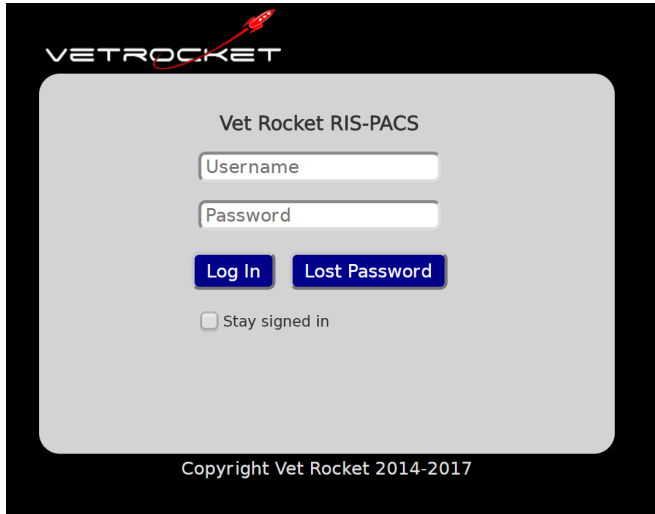 VETROCKET
Vet Rocket RIS-PACS
Username
Password
Log In Lost Password
Stay signed in
Copyright Vet Rocket 2014-2017